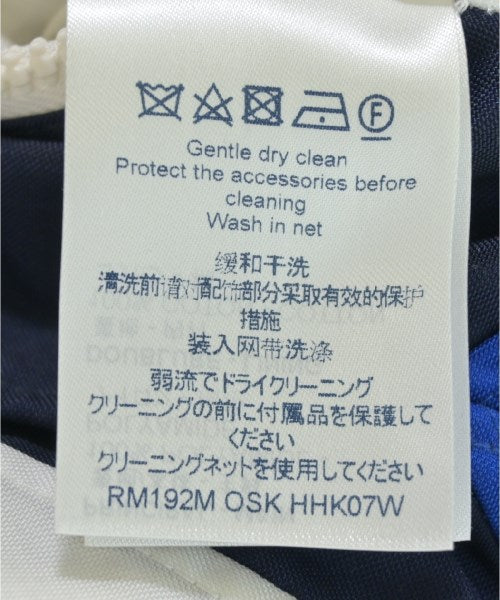 F
Gentle dry clean
Protect the accessories before
cleaning
Wash in net
缓和干洗
清洗前请对配饰部分采取有效的保护
措施
装入网带洗涤
弱流でドライクリーニング
クリーニングの前に付属品を保護して
ください
クリーニングネットを使用してください
RM192M OSK HHK07W